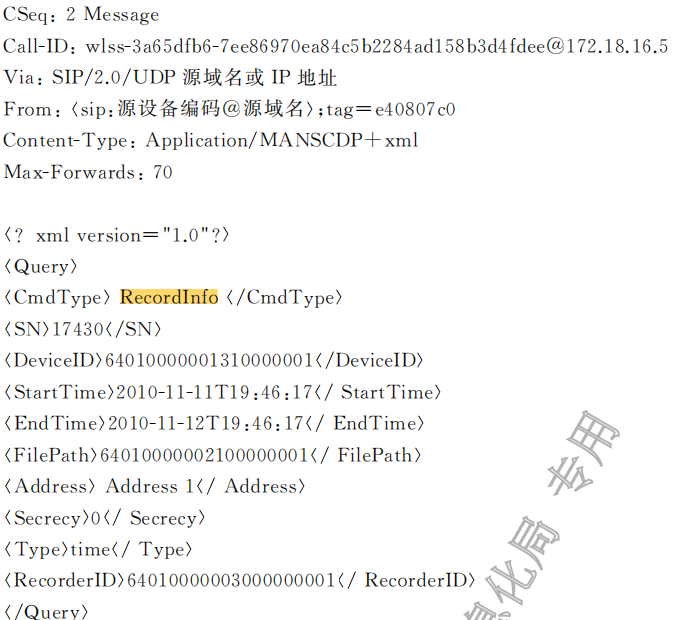 CSeq: 2 Message
Call-ID: wlss-3a65dfb6-7ee86970ea84c5b2284ad158b3d4fdee@172.18.16.5
Via: SIP/2.0/UDP 源域名或 IP 地址
From:〈sip:源设备编码@源域名〉;tag=e40807c0
Content-Type: Application/MANSCDP+xml
Max-Forwards: 70
〈? xml version="1.0"?〉
〈Query〉
〈CmdType〉 RecordInfo 〈/CmdType〉
〈SN〉17430〈/SN〉
〈DeviceID〉64010000001310000001〈/DeviceID〉
〈StartTime〉2010-11-11T19:46:17〈/ StartTime〉
〈EndTime〉2010-11-12T19:46:17〈/ EndTime〉
〈FilePath〉64010000002100000001〈/ FilePath〉
〈Address〉 Address 1〈/ Address〉
〈Secrecy〉0〈/ Secrecy〉
〈Type〉time〈/ Type〉
〈RecorderID〉64010000003000000001〈/ RecorderID〉
〈/Query〉
息化局 专用